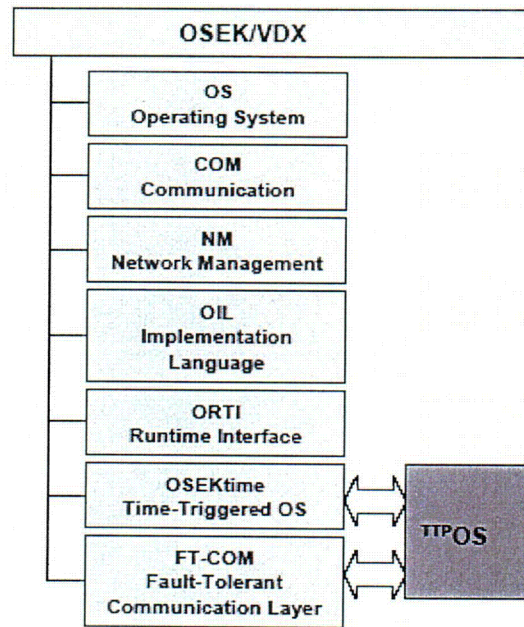 OSEK/VDX
OS
Operating System
COM
Communication
NM
Network Management
OIL
Implementation
Language
ORTI
Runtime Interface
OSEKtime
Time-Triggered OS
TTPOS
FT-COM
Fault-Tolerant
Communication Layer